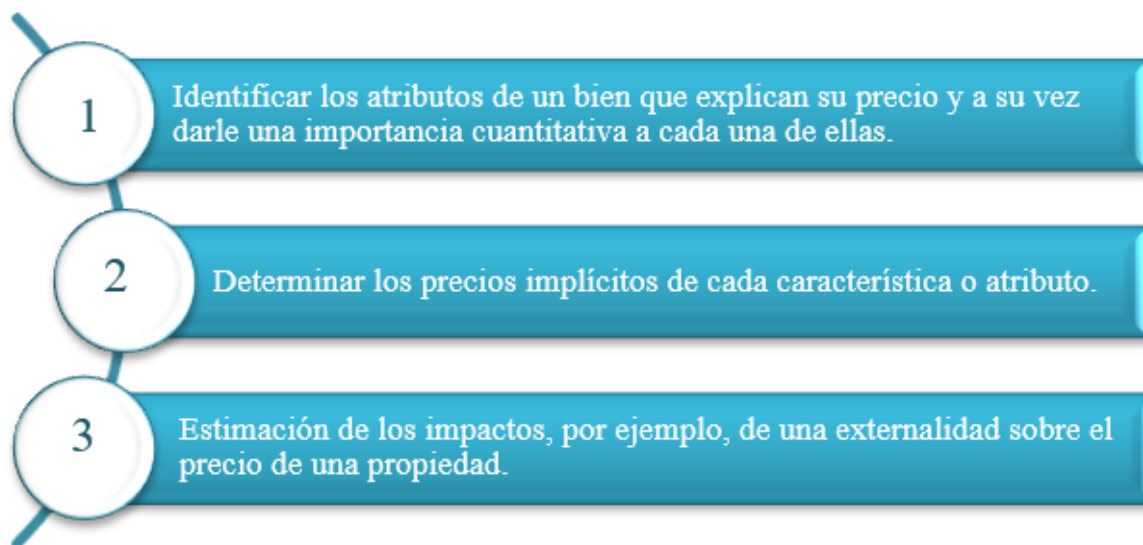 1
Identificar los atributos de un bien que explican su precio y a su vez
darle una importancia cuantitativa a cada una de ellas.
2
Determinar los precios implícitos de cada característica o atributo.
3
Estimación de los impactos, por ejemplo, de una externalidad sobre el
precio de una propiedad.